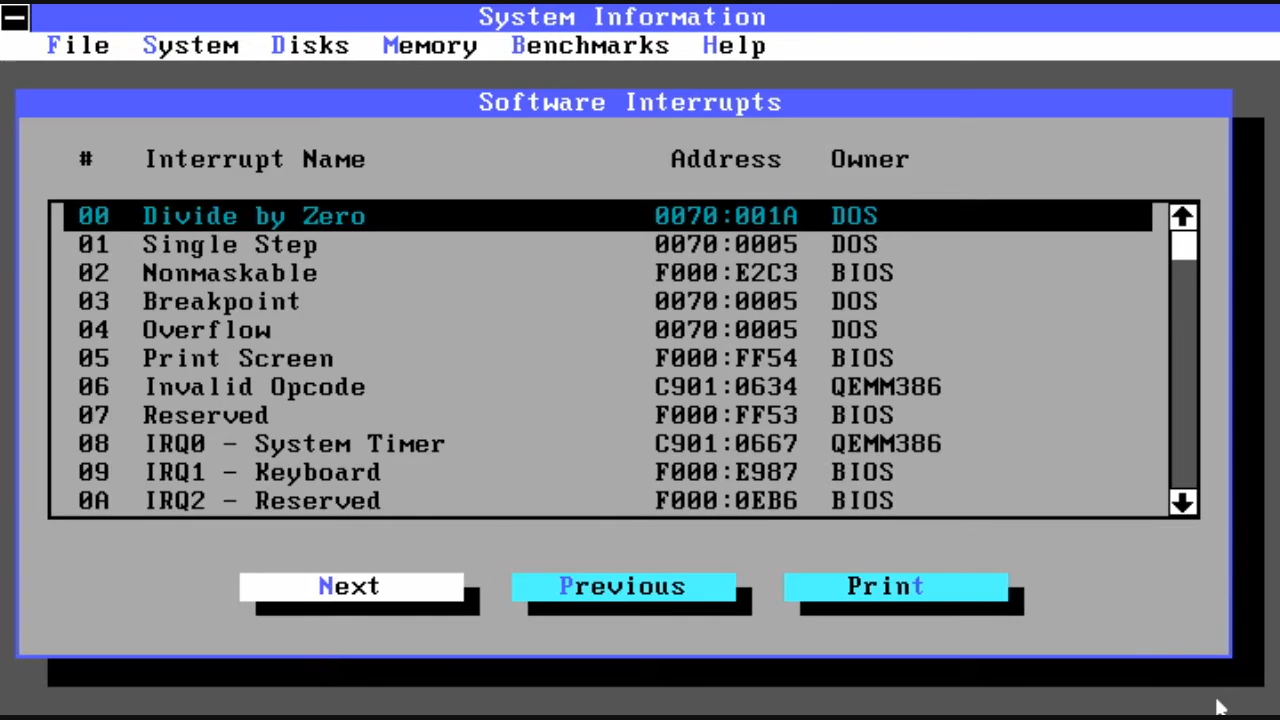 System Information
File System Disks Memory Benchmarks Help
Software Interrupts
# Interrupt Name Address Owner
00 Divide by Zero 0070:001A DOS
01 Single Step 0070:0005 DOS
02 Nonmaskable F000:E2C3 BIOS
03 Breakpoint 0070:0005 DOS
04 Overflow 0070:0005 DOS
05 Print Screen F000:FF54 BIOS
06 Invalid Opcode C901:0634 QEMM386
07 Reserved F000:FF53 BIOS
08 IRQ0 - System Timer C901:0667 QEMM386
09 IRQ1 - Keyboard F000:E987 BIOS
0A IRQ2 - Reserved F000:0EB6 BIOS
Next Previous Print